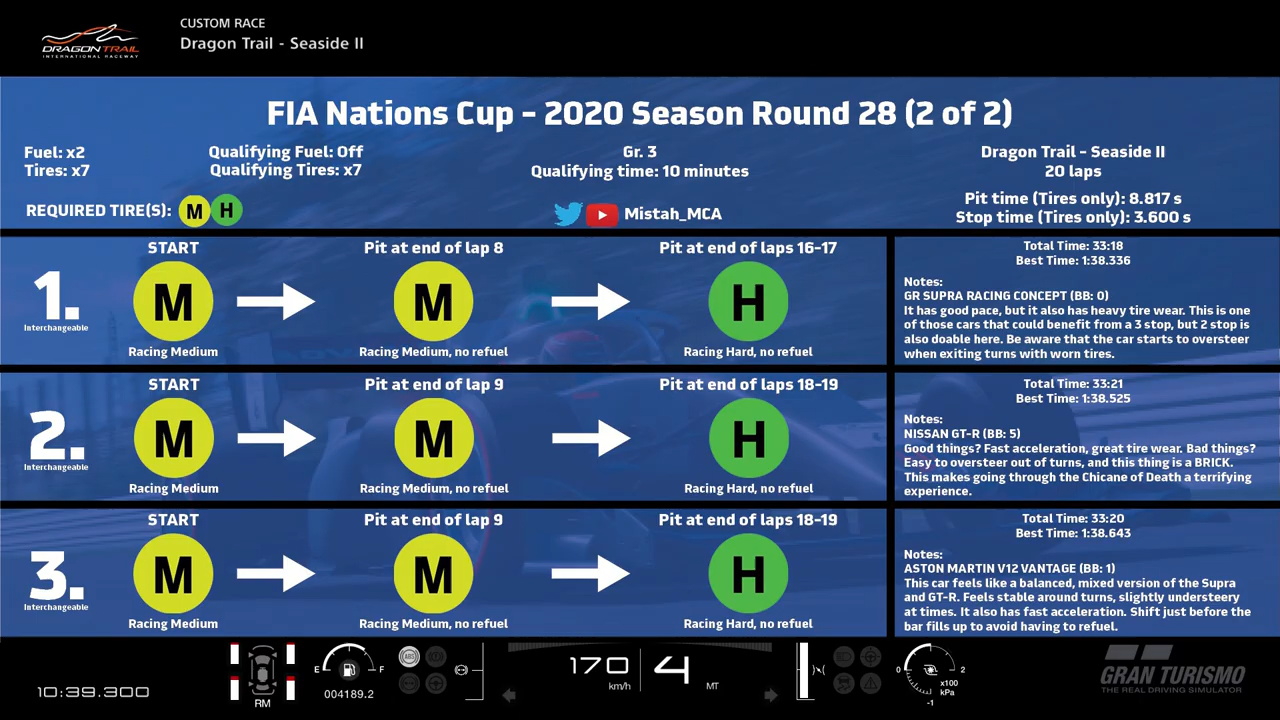 DRAGON TRAIL
INTERNATIONAL RACEWAY
CUSTOM RACE
Dragon Trail - Seaside II
FIA Nations Cup - 2020 Season Round 28 (2 of 2)
Fuel: x2
Tires: x7
Qualifying Fuel: Off
Qualifying Tires: x7
Gr. 3
Qualifying time: 10 minutes
Dragon Trail - Seaside II
20 laps
Pit time (Tires only): 8.817 s
Stop time (Tires only): 3.600 s
REQUIRED TIRE(S): M H
Mistah_MCA
1.
Interchangeable
START
M
Racing Medium
Pit at end of lap 8
M
Racing Medium, no refuel
Pit at end of laps 16-17
H
Racing Hard, no refuel
Total Time: 33:18
Best Time: 1:38.336
Notes:
GR SUPRA RACING CONCEPT (BB: 0)
It has good pace, but it also has heavy tire wear. This is one
of those cars that could benefit from a 3 stop, but 2 stop is
also doable here. Be aware that the car starts to oversteer
when exiting turns with worn tires.
2.
Interchangeable
START
M
Racing Medium
Pit at end of lap 9
M
Racing Medium, no refuel
Pit at end of laps 18-19
H
Racing Hard, no refuel
Total Time: 33:21
Best Time: 1:38.525
Notes:
NISSAN GT-R (BB: 5)
Good things? Fast acceleration, great tire wear. Bad things?
Easy to oversteer out of turns, and this thing is a BRICK.
This makes going through the Chicane of Death a terrifying
experience.
3.
Interchangeable
START
M
Racing Medium
Pit at end of lap 9
M
Racing Medium, no refuel
Pit at end of laps 18-19
H
Racing Hard, no refuel
Total Time: 33:20
Best Time: 1:38.643
Notes:
ASTON MARTIN V12 VANTAGE (BB: 1)
This car feels like a balanced, mixed version of the Supra
and GT-R. Feels stable around turns, slightly understeery
at times. It also has fast acceleration. Shift just before the
bar fills up to avoid having to refuel.
10:39.300
RM
E F
004189.2
ABS
170
km/h
4
MT
0 2
x100
kPa
-1
GRAN TURISMO
THE REAL DRIVING SIMULATOR